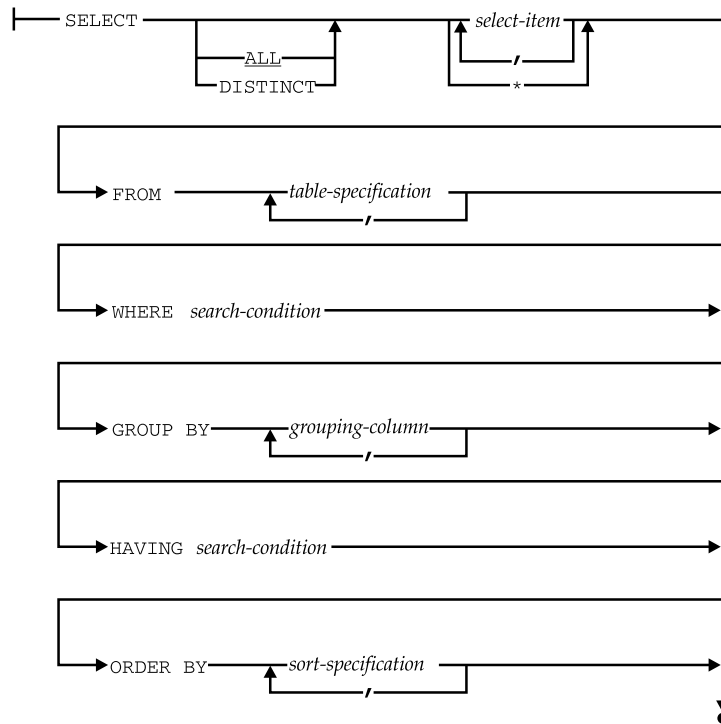 SELECT select-item
ALL ,
DISTINCT *
FROM table-specification
,
WHERE search-condition
GROUP BY grouping-column
,
HAVING search-condition
ORDER BY sort-specification
,